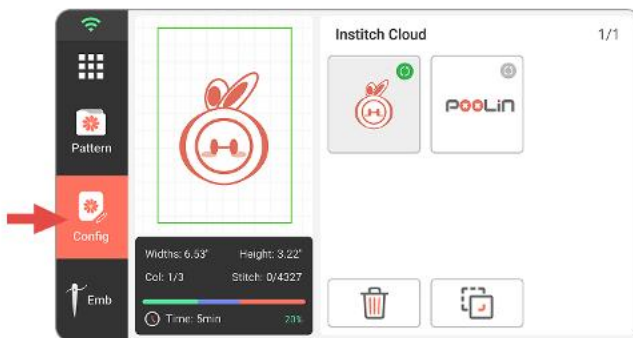 Institch Cloud 1/1
POOLIN
Pattern
Config
Emb
Widths: 6.53" Height: 3.22"
Col: 1/3 Stitch: 0/4327
Time: 5min 20%